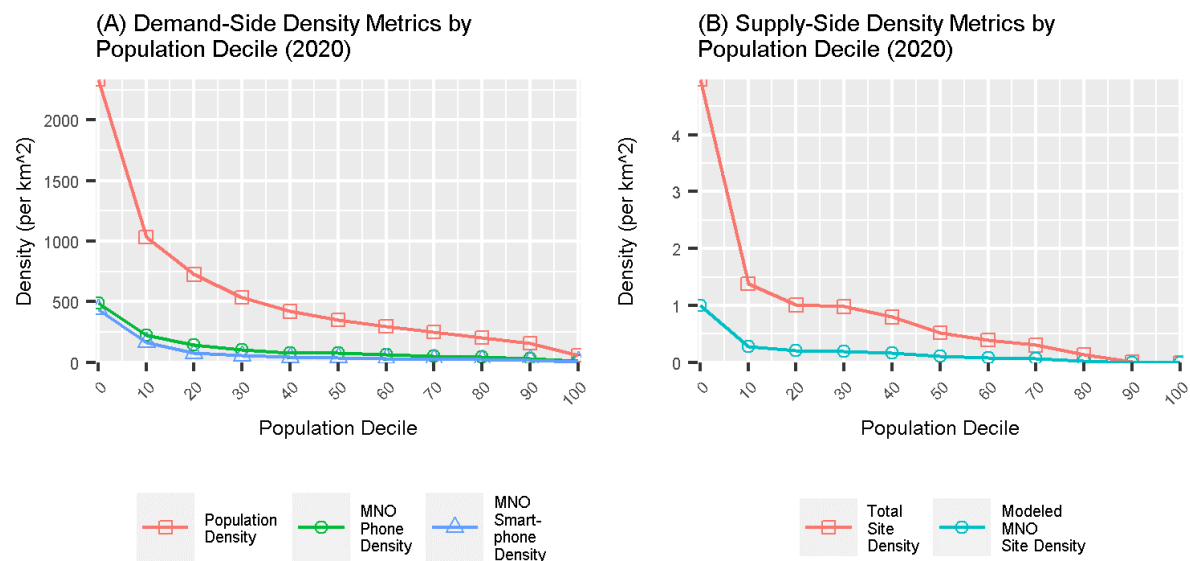 (A) Demand-Side Density Metrics by
Population Decile (2020)
Density (per km^2)
2000
1500
1000
500
0
0 10 20 30 40 50 60 70 80 90 100
Population Decile
Population
Density
MNO
Phone
Density
MNO
Smart-
phone
Density
(B) Supply-Side Density Metrics by
Population Decile (2020)
Density (per km^2)
4
3
2
1
0
0 10 20 30 40 50 60 70 80 90 100
Population Decile
Total
Site
Density
Modeled
MNO
Site Density